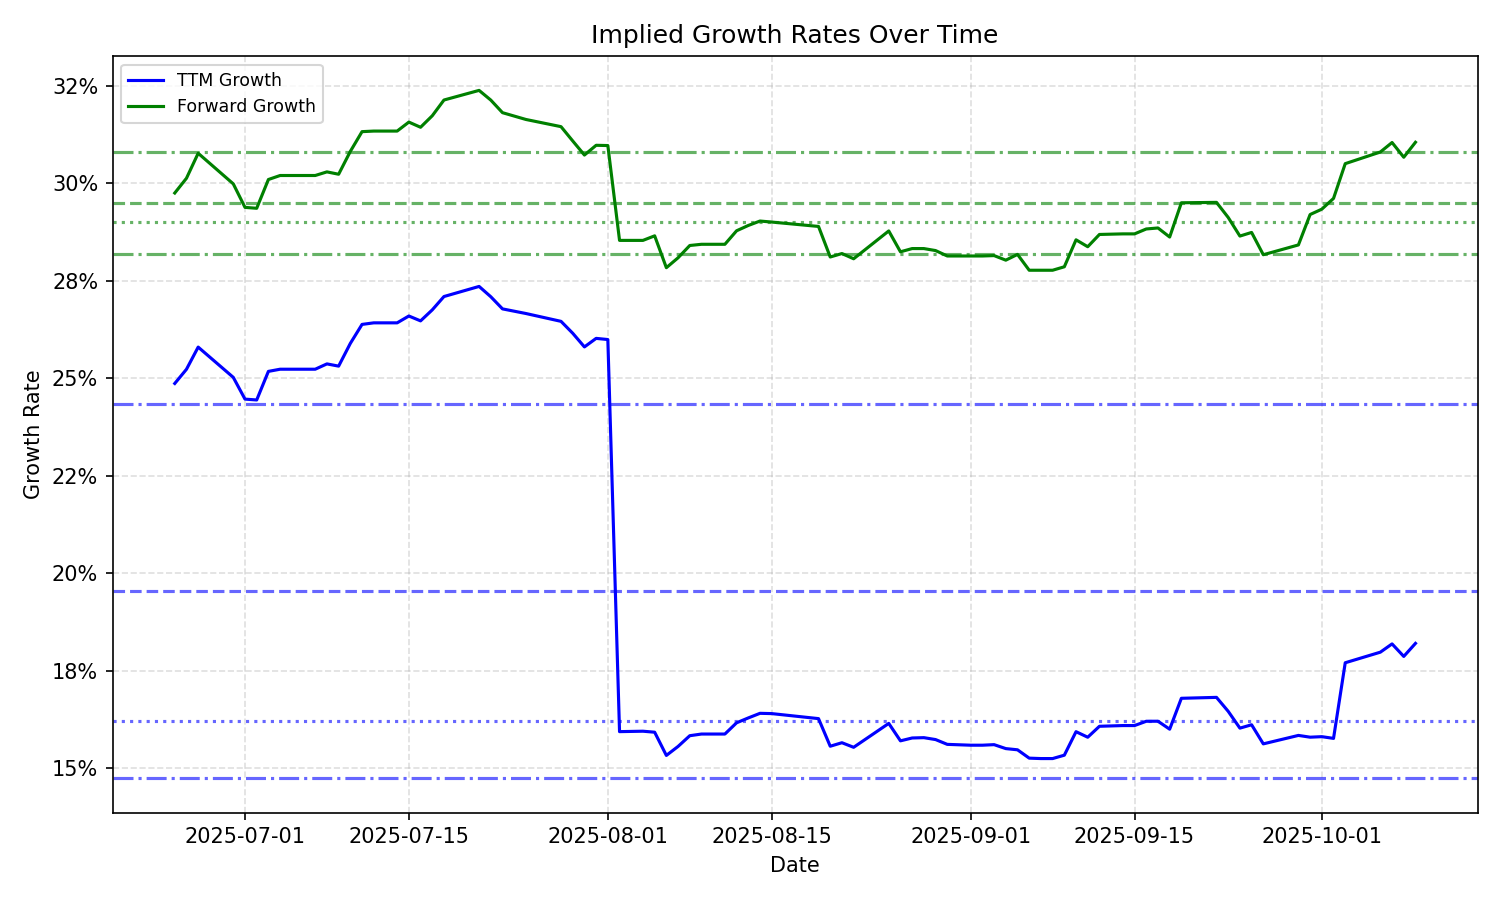 Implied Growth Rates Over Time
TTM Growth
Forward Growth
32%
30%
28%
25%
22%
20%
18%
15%
Growth Rate
2025-07-01 2025-07-15 2025-08-01 2025-08-15 2025-09-01 2025-09-15 2025-10-01
Date